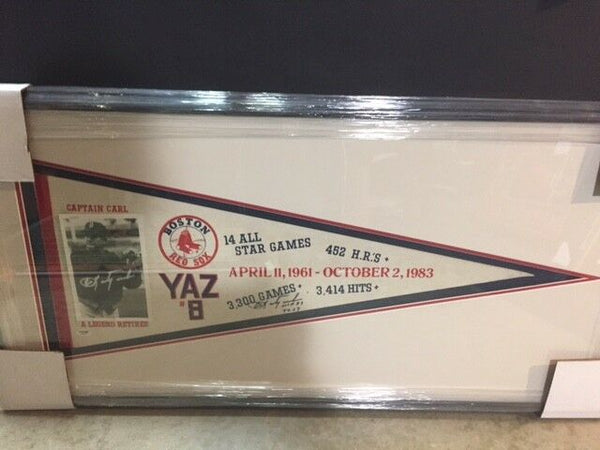 CAPTAIN CARL
A LEGEND RETIRES
BOSTON
RED SOX
YAZ
#8
14 ALL
STAR GAMES
452 H.R.'S
APRIL 11, 1961 - OCTOBER 2, 1983
3,300 GAMES
3,414 HITS